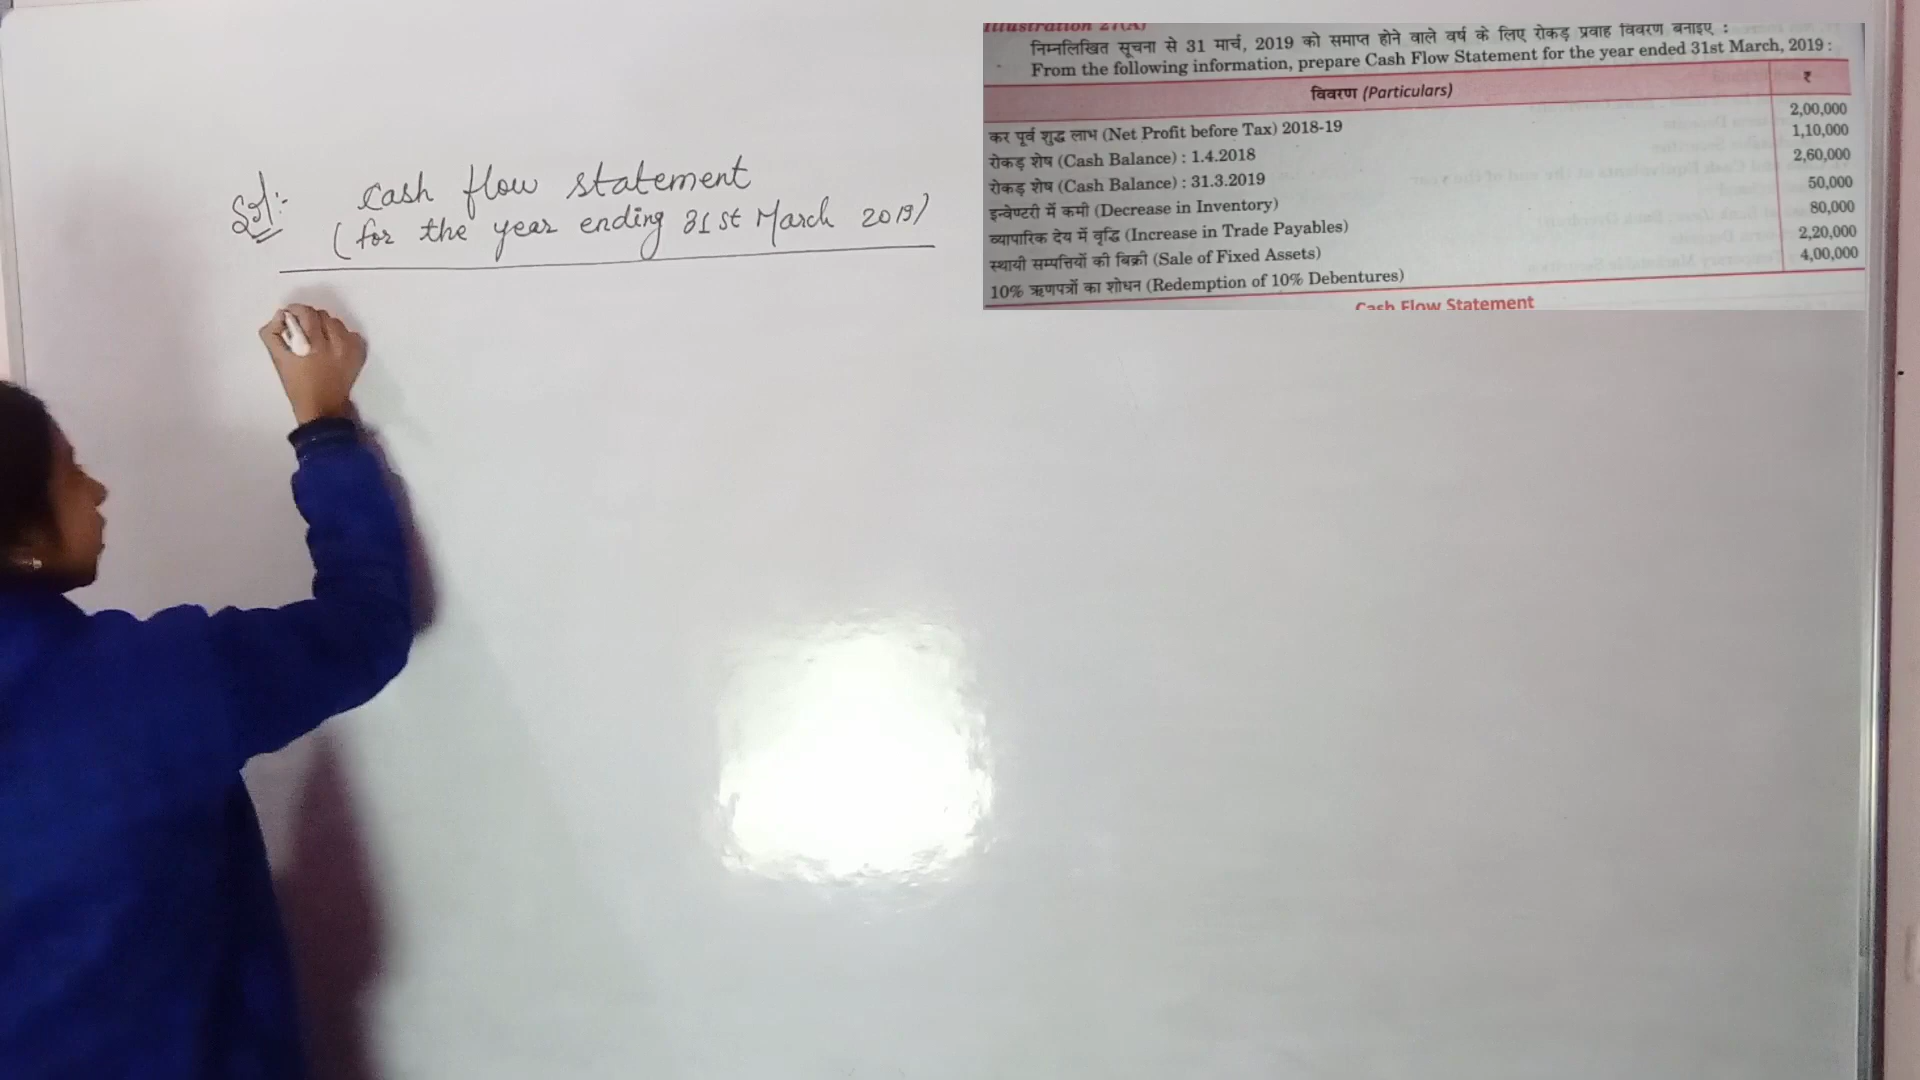 Sol:-
Cash flow statement
(for the year ending 31st March 2019)
Illustration 27(A)
निम्नलिखित सूचना से 31 मार्च, 2019 को समाप्त होने वाले वर्ष के लिए रोकड़ प्रवाह विवरण बनाइए :
From the following information, prepare Cash Flow Statement for the year ended 31st March, 2019 :
विवरण (Particulars) ₹
कर पूर्व शुद्ध लाभ (Net Profit before Tax) 2018-19 2,00,000
रोकड़ शेष (Cash Balance) : 1.4.2018 1,10,000
रोकड़ शेष (Cash Balance) : 31.3.2019 2,60,000
इन्वेण्टरी में कमी (Decrease in Inventory) 50,000
व्यापारिक देय में वृद्धि (Increase in Trade Payables) 80,000
स्थायी सम्पत्तियों की बिक्री (Sale of Fixed Assets) 2,20,000
10% ऋणपत्रों का शोधन (Redemption of 10% Debentures) 4,00,000
Cash Flow Statement